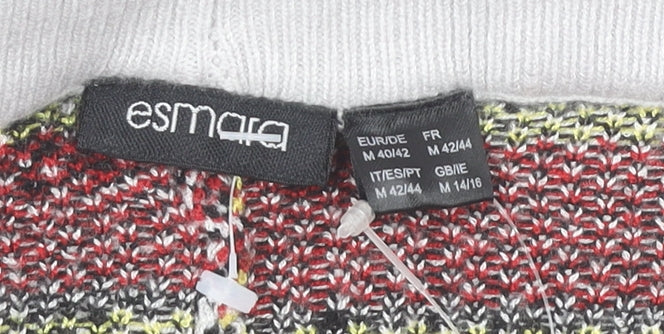 esmara
EUR/DE FR
M 40/42 M 42/44
IT/ES/PT GB/IE
M 42/44 M 14/16